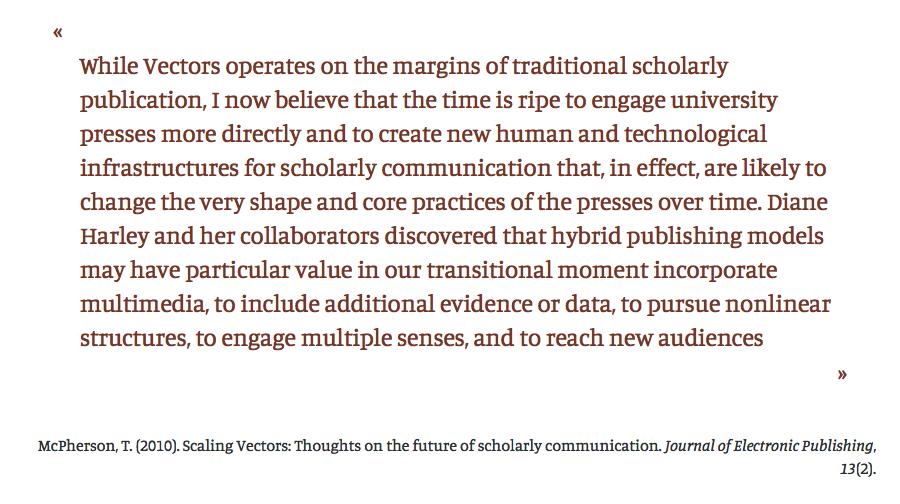 «
While Vectors operates on the margins of traditional scholarly
publication, I now believe that the time is ripe to engage university
presses more directly and to create new human and technological
infrastructures for scholarly communication that, in effect, are likely to
change the very shape and core practices of the presses over time. Diane
Harley and her collaborators discovered that hybrid publishing models
may have particular value in our transitional moment incorporate
multimedia, to include additional evidence or data, to pursue nonlinear
structures, to engage multiple senses, and to reach new audiences
»
McPherson, T. (2010). Scaling Vectors: Thoughts on the future of scholarly communication. Journal of Electronic Publishing,
13(2).